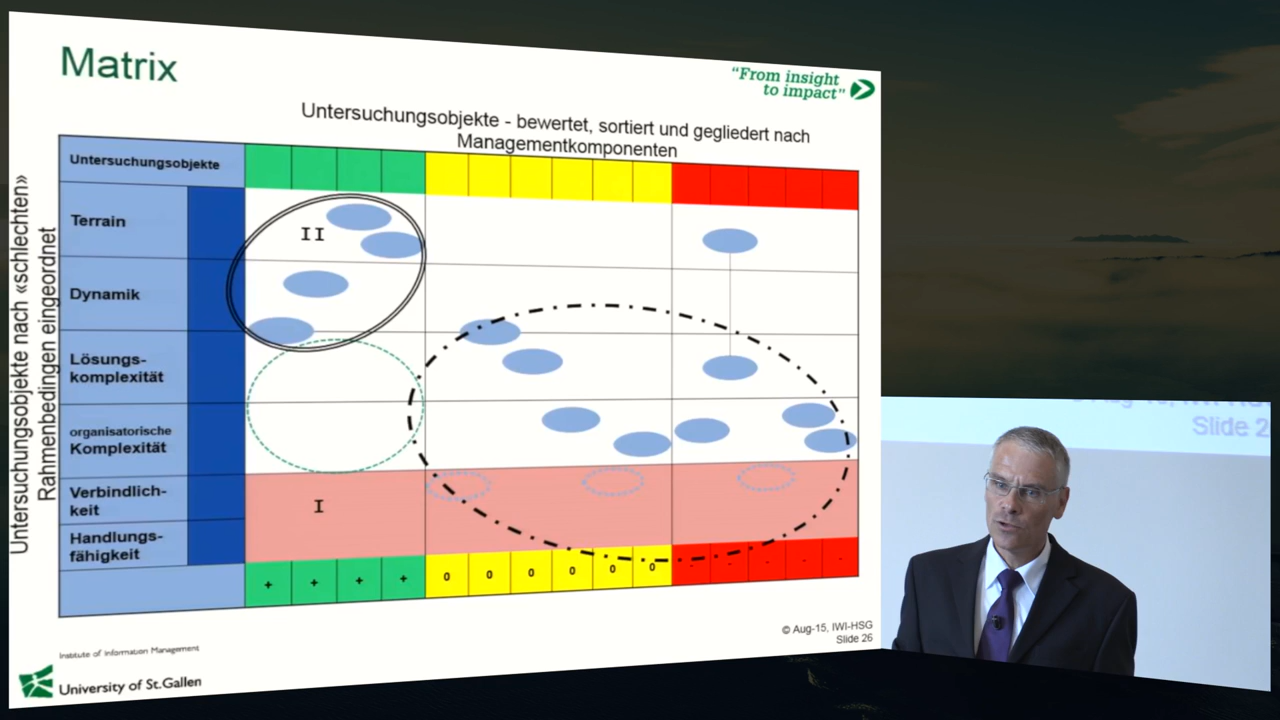 Matrix
"From insight
to impact"
Untersuchungsobjekte - bewertet, sortiert und gegliedert nach
Managementkomponenten
Untersuchungsobjekte nach «schlechten»
Rahmenbedingen eingeordnet
Untersuchungsobjekte
Terrain
II
Dynamik
Lösungs-
komplexität
organisatorische
Komplexität
Verbindlich-
keit
I
Handlungs-
fähigkeit
+ + + + 0 0 0 0 0 0 - - - - -
© Aug-15, IWI-HSG
Slide 26
Institute of Information Management
University of St.Gallen
Slide 2